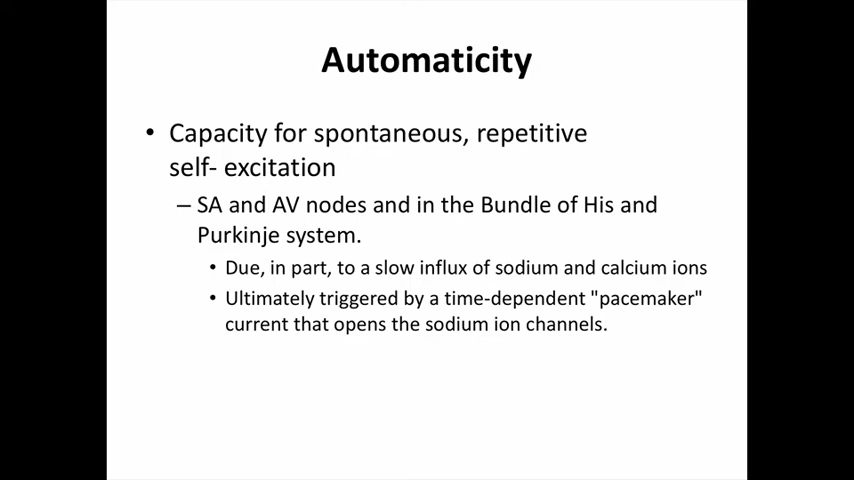 Automaticity
• Capacity for spontaneous, repetitive
self- excitation
– SA and AV nodes and in the Bundle of His and
Purkinje system.
• Due, in part, to a slow influx of sodium and calcium ions
• Ultimately triggered by a time-dependent "pacemaker"
current that opens the sodium ion channels.